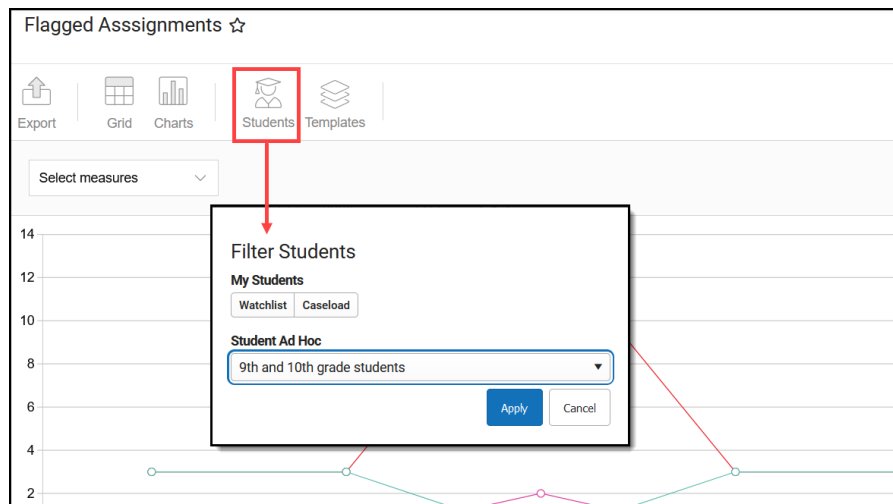 Flagged Asssignments
Export Grid Charts Students Templates
Select measures
14
12
10
8
6
4
2
Filter Students
My Students
Watchlist Caseload
Student Ad Hoc
9th and 10th grade students
Apply Cancel